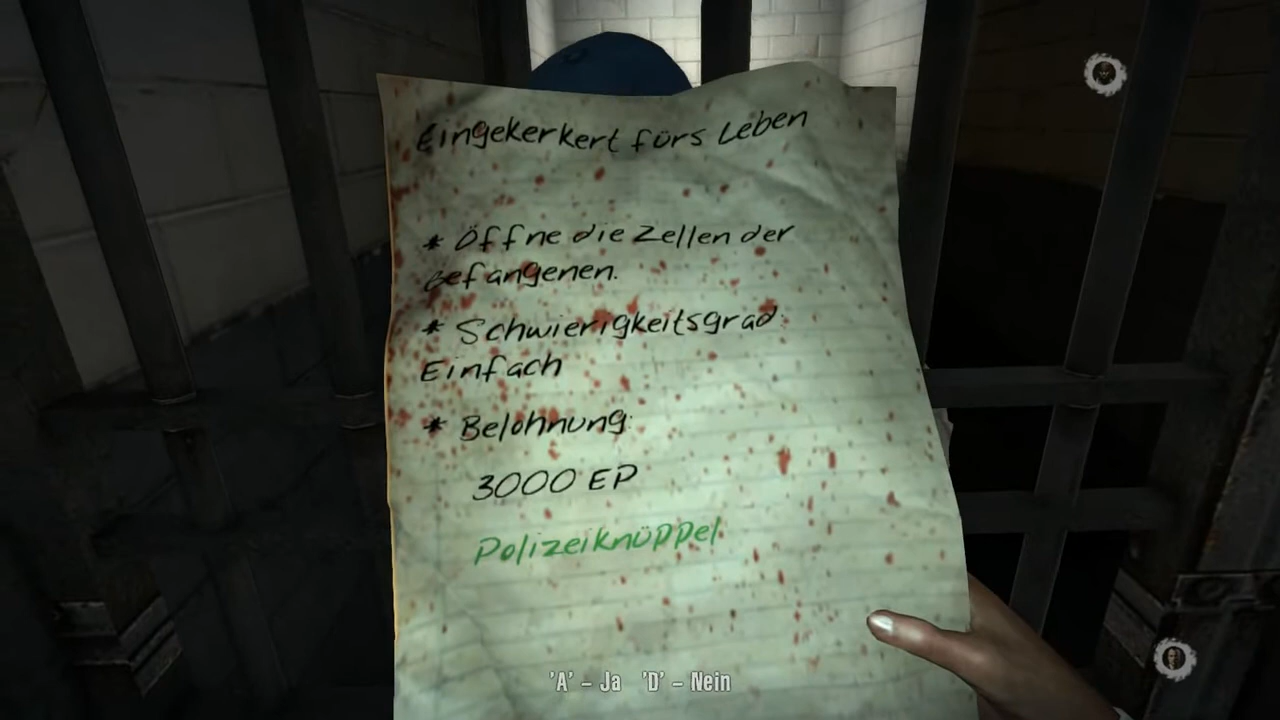 Eingekerkert fürs Leben
* Öffne die Zellen der
Gefangenen.
* Schwierigkeitsgrad:
Einfach
* Belohnung:
3000 EP
Polizeiknüppel
'A' – Ja 'D' – Nein